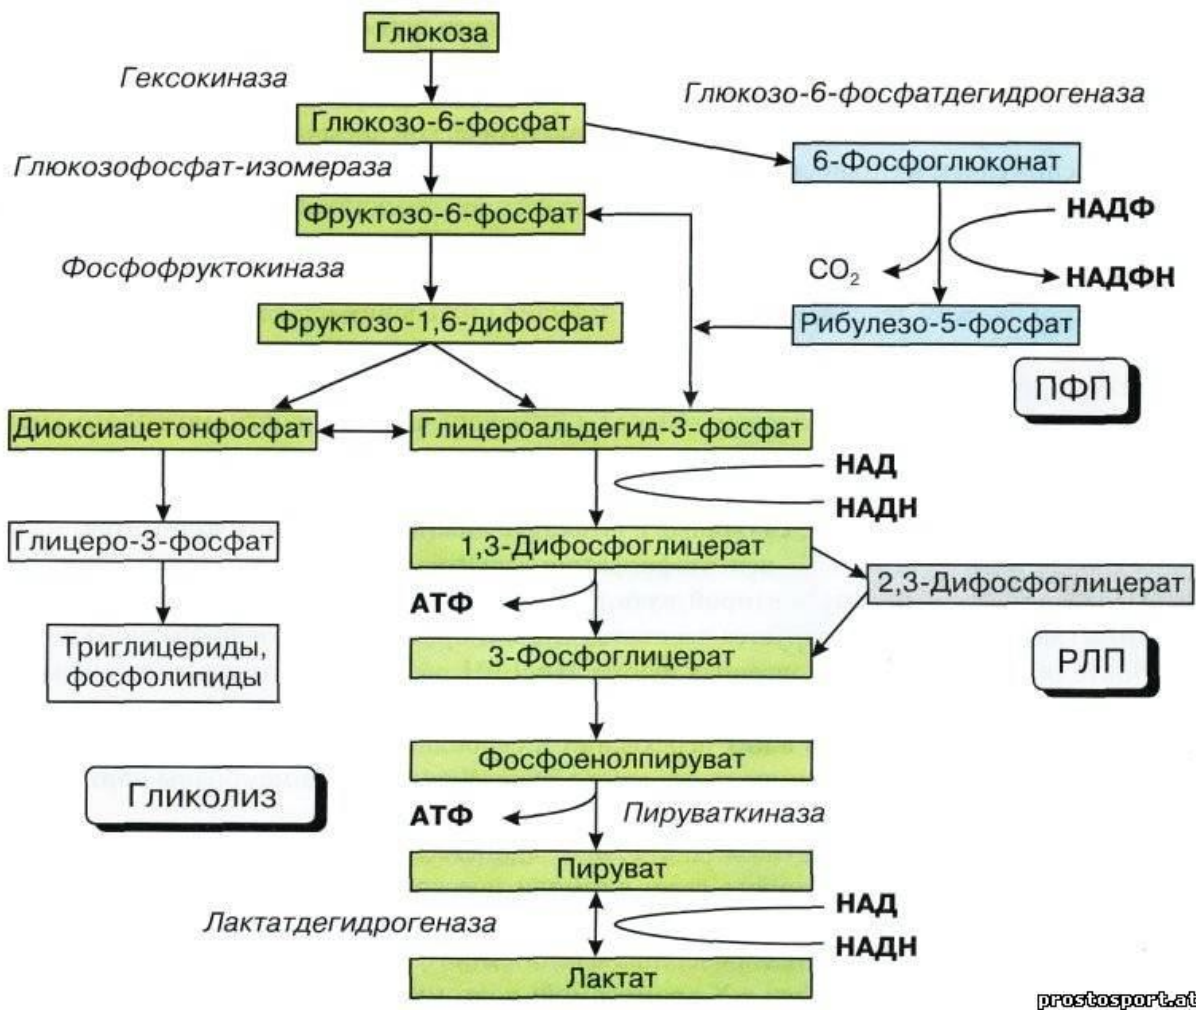 Глюкоза
Гексокиназа
Глюкозо-6-фосфатдегидрогеназа
Глюкозо-6-фосфат
Глюкозофосфат-изомераза
6-Фосфоглюконат
Фруктозо-6-фосфат
НАДФ
Фосфофруктокиназа
CO₂
НАДФН
Фруктозо-1,6-дифосфат
Рибулезо-5-фосфат
ПФП
Диоксиацетонфосфат
Глицероальдегид-3-фосфат
НАД
НАДН
Глицеро-3-фосфат
1,3-Дифосфоглицерат
2,3-Дифосфоглицерат
АТФ
Триглицериды,
фосфолипиды
3-Фосфоглицерат
РЛП
Фосфоенолпируват
Гликолиз
АТФ
Пируваткиназа
Пируват
НАД
Лактатдегидрогеназа
НАДН
Лактат
prostosport.at